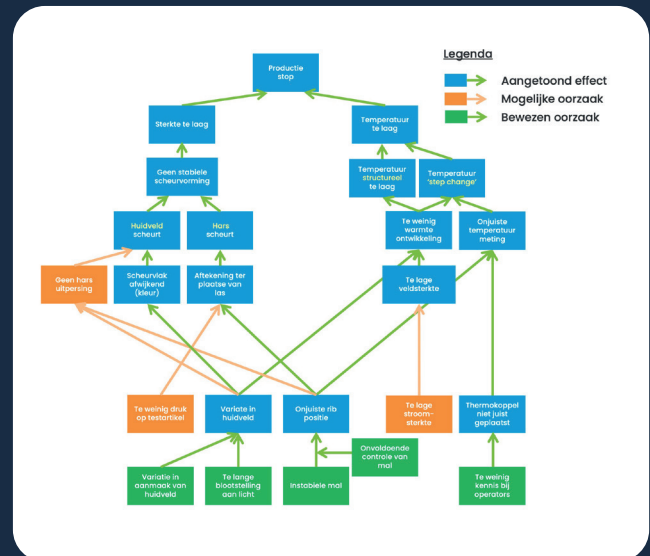 Legenda
Aangetoond effect
Mogelijke oorzaak
Bewezen oorzaak
Productie
stop
Sterkte te laag
Temperatuur
te laag
Geen stabiele
scheurvorming
Temperatuur
structureel
te laag
Temperatuur
'step change'
Huidveld
scheurt
Hars
scheurt
Te weinig
warmte
ontwikkeling
Onjuiste
temperatuur
meting
Geen hars
uitpersing
Scheurvlak
afwijkend
(kleur)
Aftekening ter
plaatse van
las
Te lage
veldsterkte
Te weinig druk
op testartikel
Variate in
huidveld
Onjuiste rib
positie
Te lage
stroom-
sterkte
Thermokoppel
niet juist
geplaatst
Onvoldoende
controle van
mal
Variatie in
aanmaak van
huidveld
Te lange
blootstelling
aan licht
Instabiele mal
Te weinig
kennis bij
operators